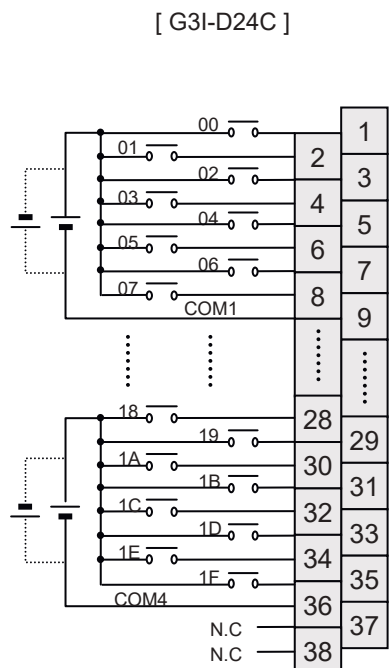 [ G3I-D24C ]
00 1
01 2
02 3
03 4
04 5
05 6
06 7
07 8
COM1 9
18 28
19 29
1A 30
1B 31
1C 32
1D 33
1E 34
1F 35
COM4 36
N.C 37
N.C 38